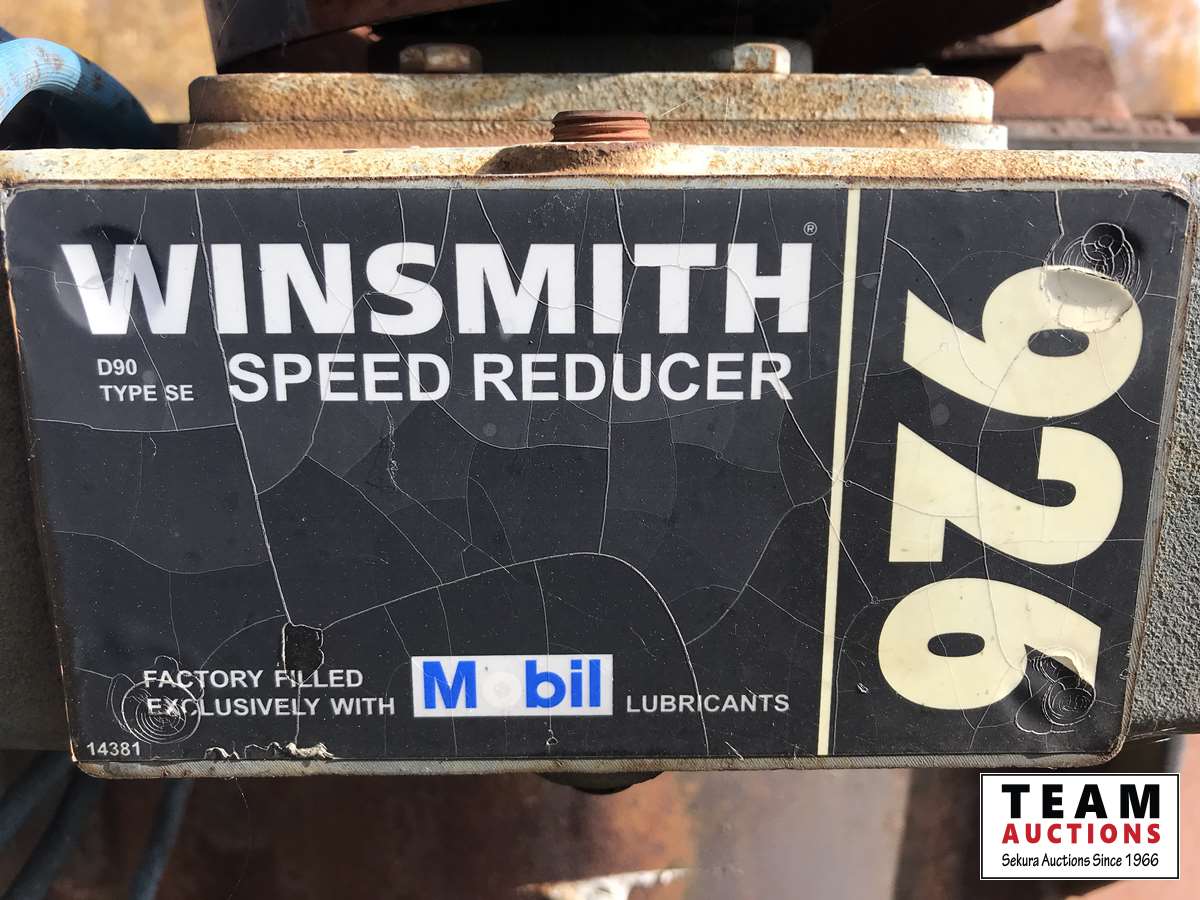 WINSMITH®
D90
TYPE SE
SPEED REDUCER
926
FACTORY FILLED
EXCLUSIVELY WITH
Mobil
LUBRICANTS
14381
TEAM
AUCTIONS
Sekura Auctions Since 1966